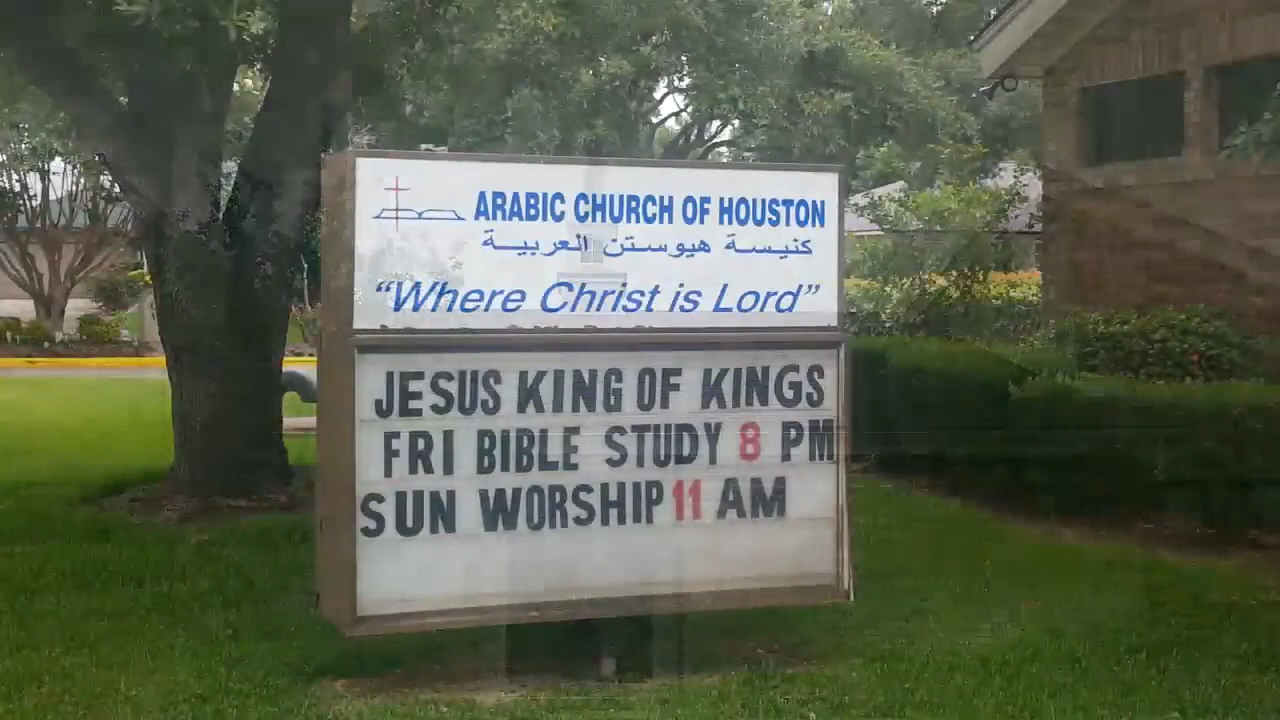 ARABIC CHURCH OF HOUSTON
كنيسة هيوستن العربية
"Where Christ is Lord"
JESUS KING OF KINGS
FRI BIBLE STUDY 8 PM
SUN WORSHIP 11 AM